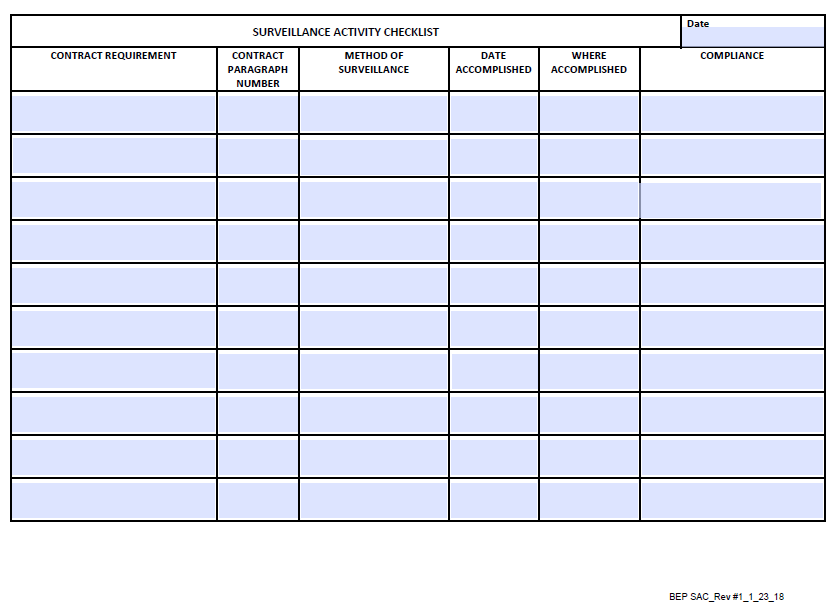 SURVEILLANCE ACTIVITY CHECKLIST
Date
CONTRACT REQUIREMENT
CONTRACT
PARAGRAPH
NUMBER
METHOD OF
SURVEILLANCE
DATE
ACCOMPLISHED
WHERE
ACCOMPLISHED
COMPLIANCE
BEP SAC_Rev #1_1_23_18